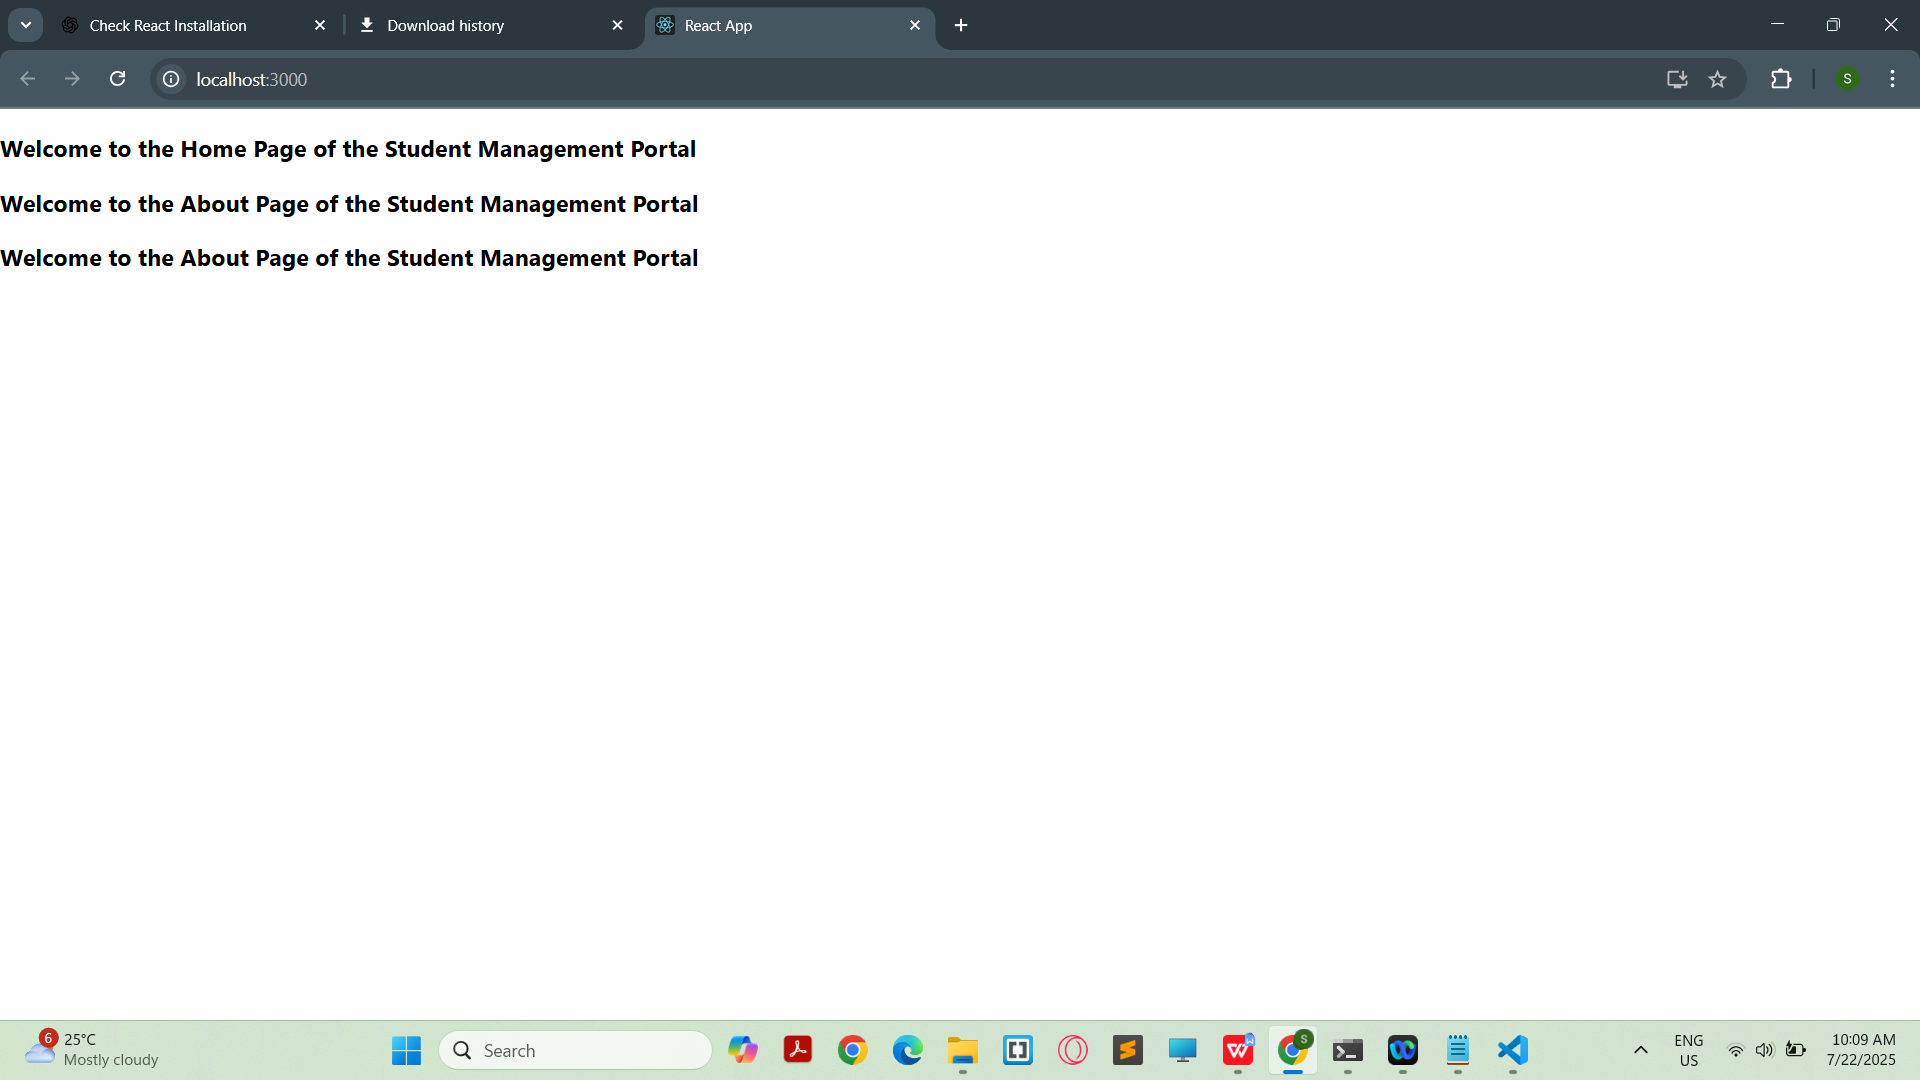 Check React Installation
Download history
React App
localhost:3000
S
Welcome to the Home Page of the Student Management Portal
Welcome to the About Page of the Student Management Portal
Welcome to the About Page of the Student Management Portal
6
25°C
Mostly cloudy
Search
S
ENG
US
10:09 AM
7/22/2025